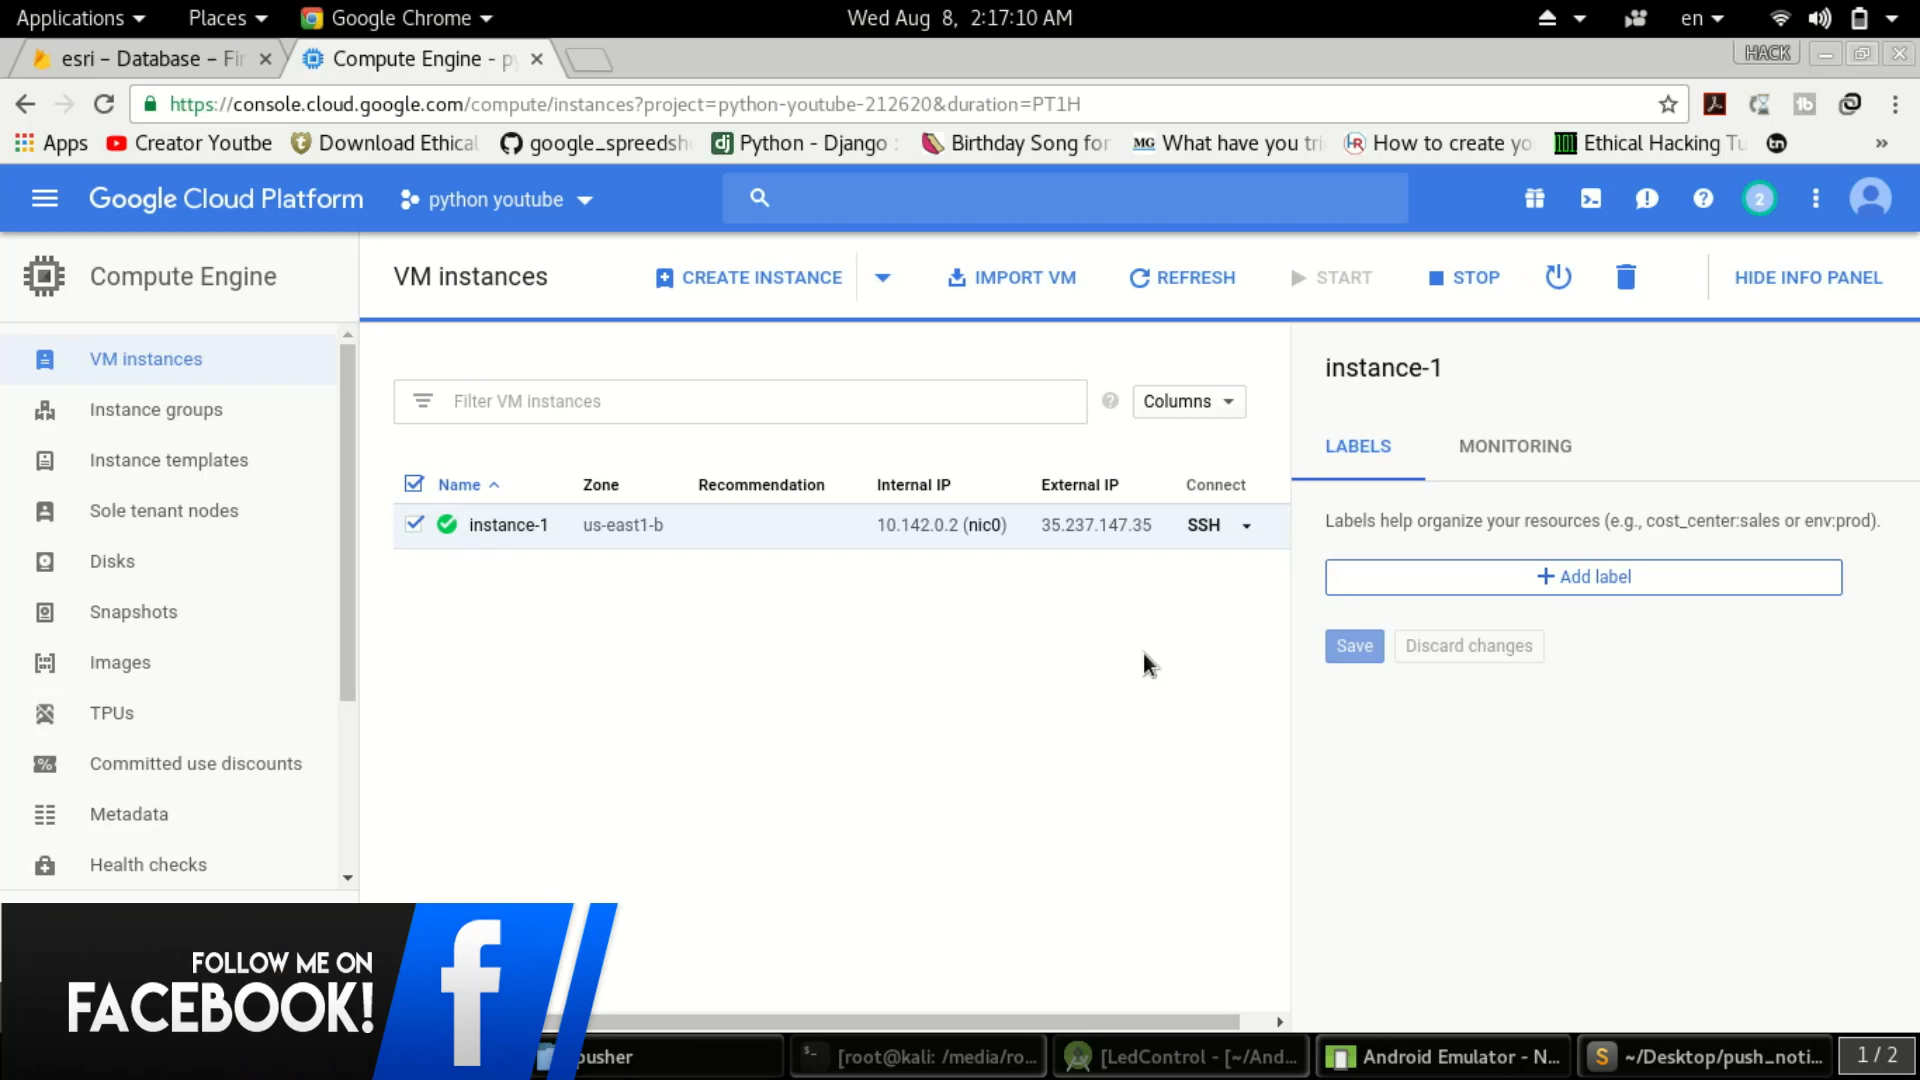 Applications Places Google Chrome Wed Aug 8, 2:17:10 AM en
esri – Database – Fir Compute Engine - py HACK
https://console.cloud.google.com/compute/instances?project=python-youtube-212620&duration=PT1H
Apps Creator Youtbe Download Ethical google_spreedsh Python - Django : Birthday Song for MG What have you tri How to create yo Ethical Hacking Tu »
Google Cloud Platform python youtube 2
Compute Engine VM instances CREATE INSTANCE IMPORT VM REFRESH START STOP HIDE INFO PANEL
VM instances
Instance groups
Instance templates
Sole tenant nodes
Disks
Snapshots
Images
TPUs
Committed use discounts
Metadata
Health checks
Filter VM instances Columns
Name Zone Recommendation Internal IP External IP Connect
instance-1 us-east1-b 10.142.0.2 (nic0) 35.237.147.35 SSH
instance-1
LABELS MONITORING
Labels help organize your resources (e.g., cost_center:sales or env:prod).
+ Add label
Save Discard changes
FOLLOW ME ON
FACEBOOK!
pusher [root@kali: /media/ro... [LedControl - [~/And... Android Emulator - N... ~/Desktop/push_noti... 1 / 2